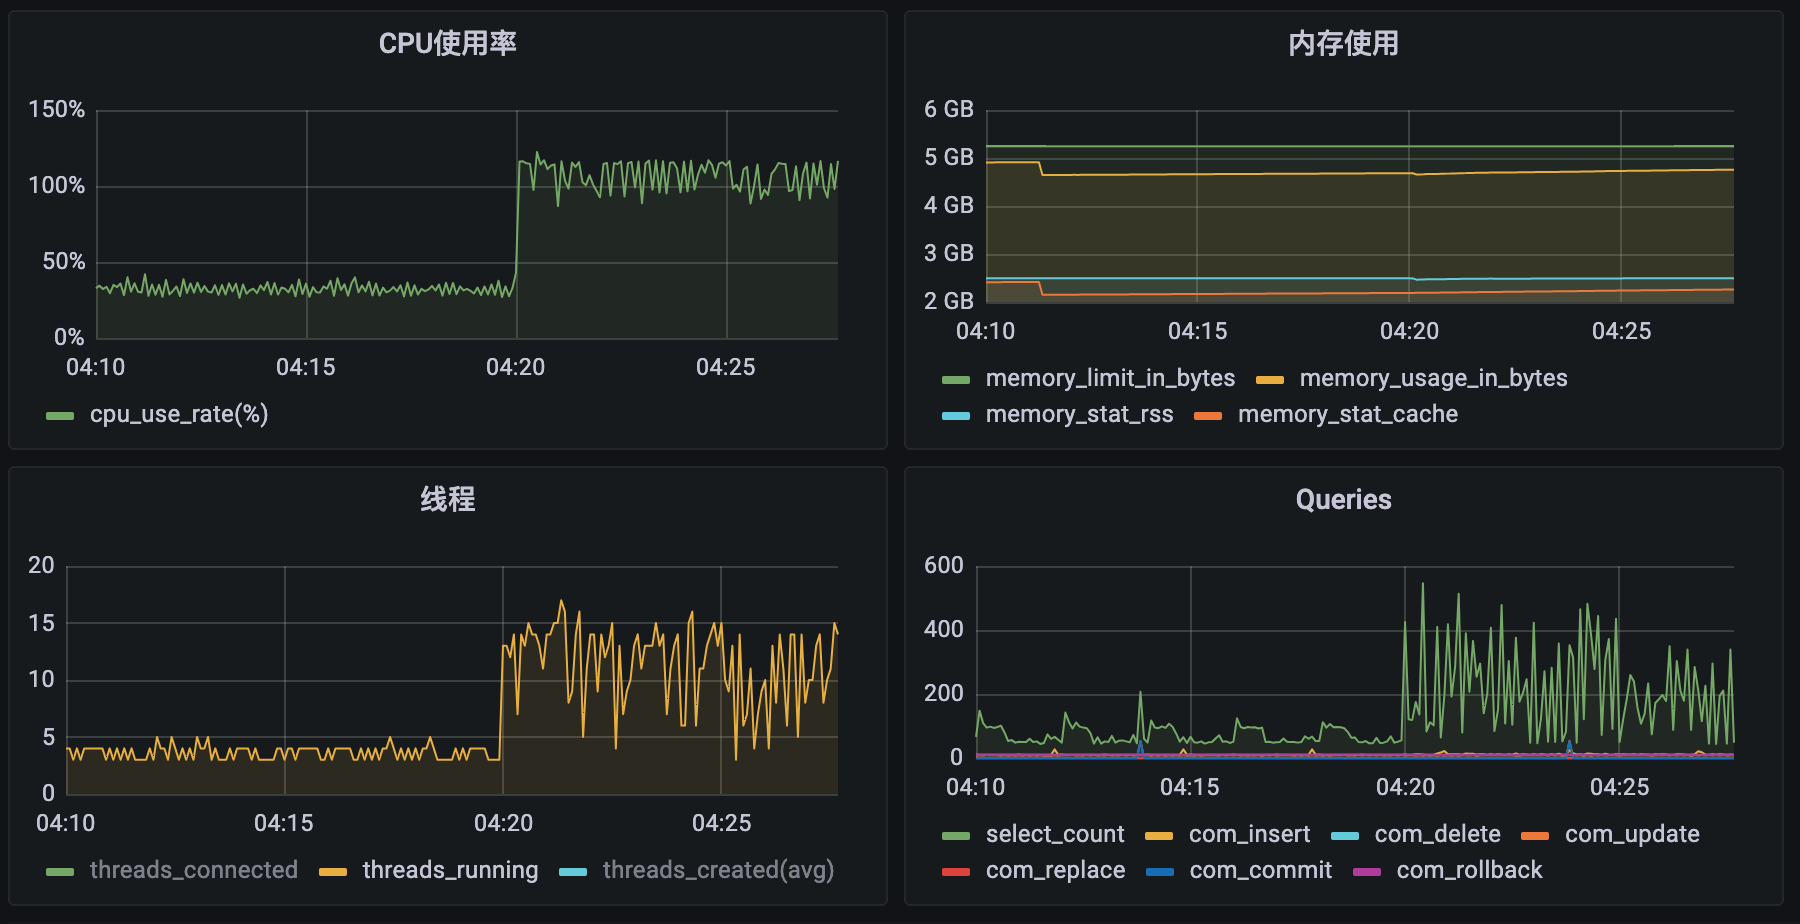 CPU使用率
150%
100%
50%
0%
04:10 04:15 04:20 04:25
cpu_use_rate(%)
内存使用
6 GB
5 GB
4 GB
3 GB
2 GB
04:10 04:15 04:20 04:25
memory_limit_in_bytes memory_usage_in_bytes
memory_stat_rss memory_stat_cache
线程
20
15
10
5
0
04:10 04:15 04:20 04:25
threads_connected threads_running threads_created(avg)
Queries
600
400
200
0
04:10 04:15 04:20 04:25
select_count com_insert com_delete com_update
com_replace com_commit com_rollback